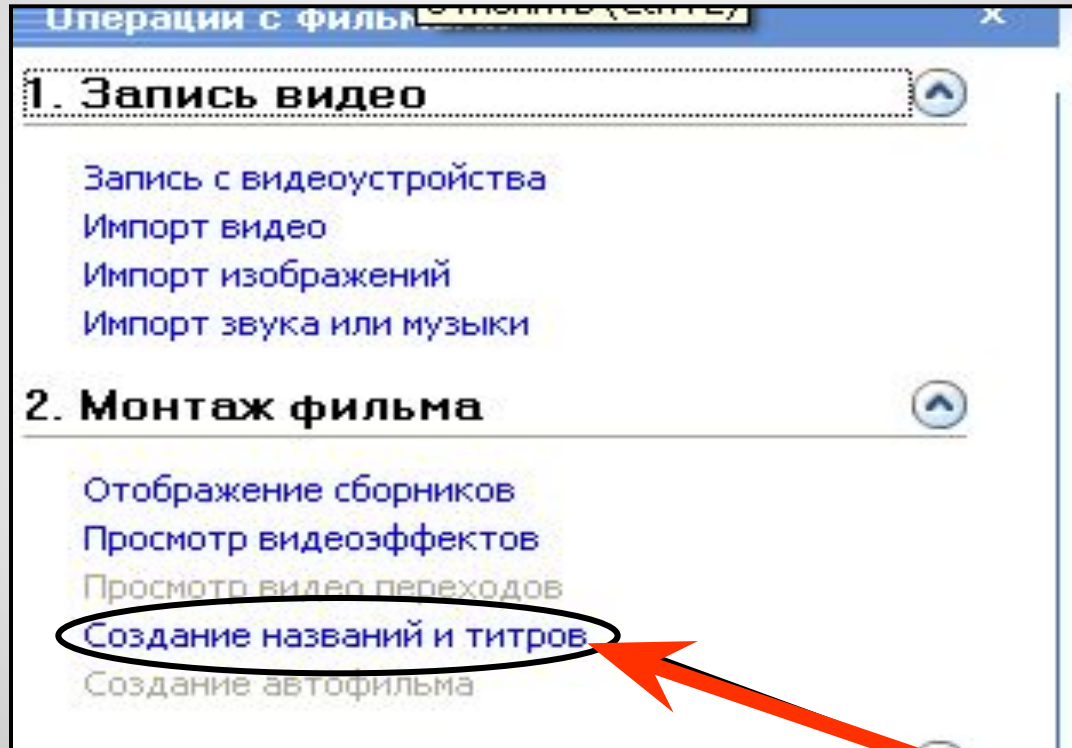 Операции с
1. Запись видео
Запись с видеоустройства
Импорт видео
Импорт изображений
Импорт звука или музыки
2. Монтаж фильма
Отображение сборников
Просмотр видеоэффектов
Просмотр видео переходов
Создание названий и титров
Создание автофильма